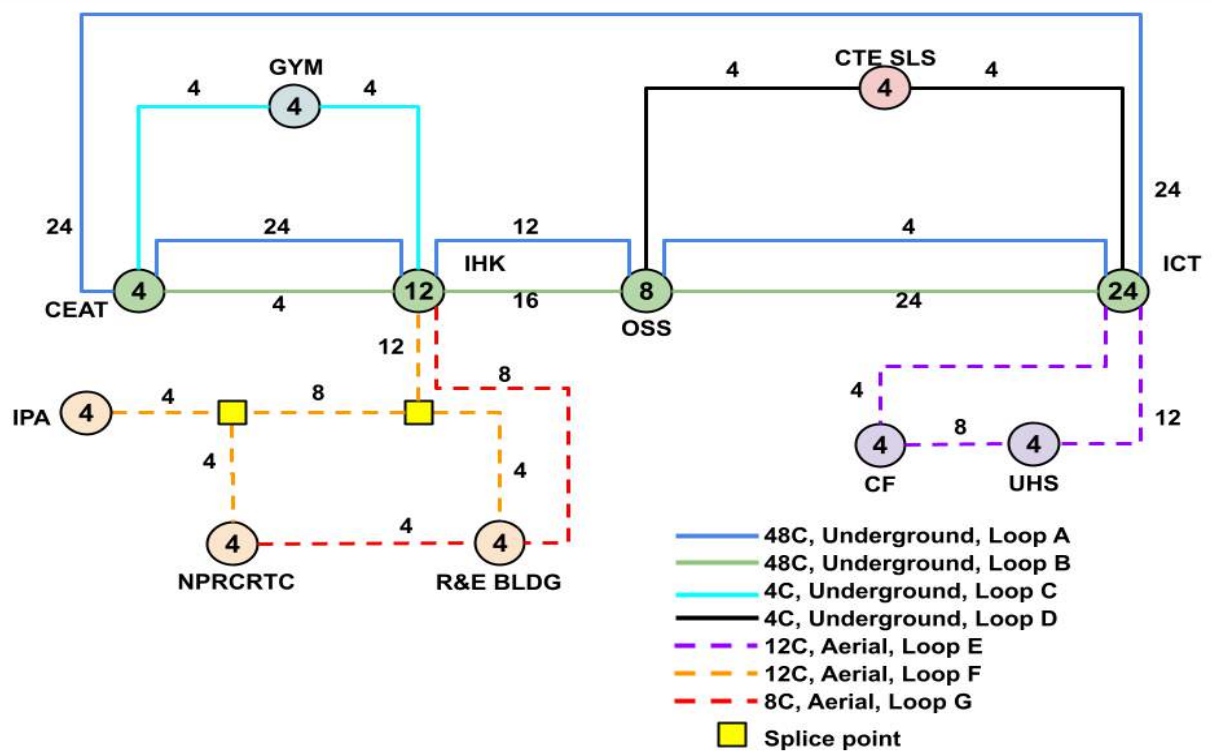 GYM
4
4
4
CTE SLS
4
4
4
24
24
24
12
4
IHK
ICT
4
12
8
24
CEAT
4
16
OSS
24
12
8
IPA
4
4
8
4
12
4
4
8
4
4
CF
UHS
4
4
4
NPRCRTC
R&E BLDG
48C, Underground, Loop A
48C, Underground, Loop B
4C, Underground, Loop C
4C, Underground, Loop D
12C, Aerial, Loop E
12C, Aerial, Loop F
8C, Aerial, Loop G
Splice point